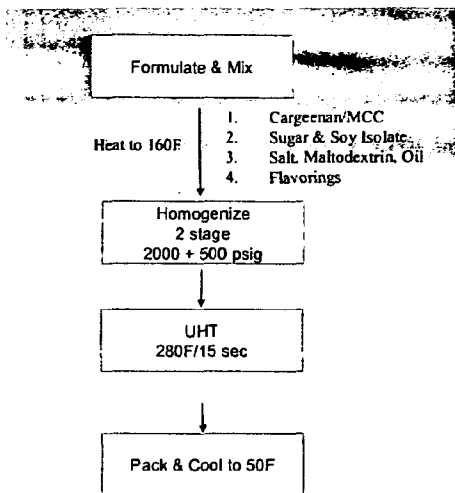 Formulate & Mix
Heat to 160F
1. Cargeenan/MCC
2. Sugar & Soy Isolate
3. Salt, Maltodextrin, Oil
4. Flavorings
Homogenize
2 stage
2000 + 500 psig
UHT
280F/15 sec
Pack & Cool to 50F